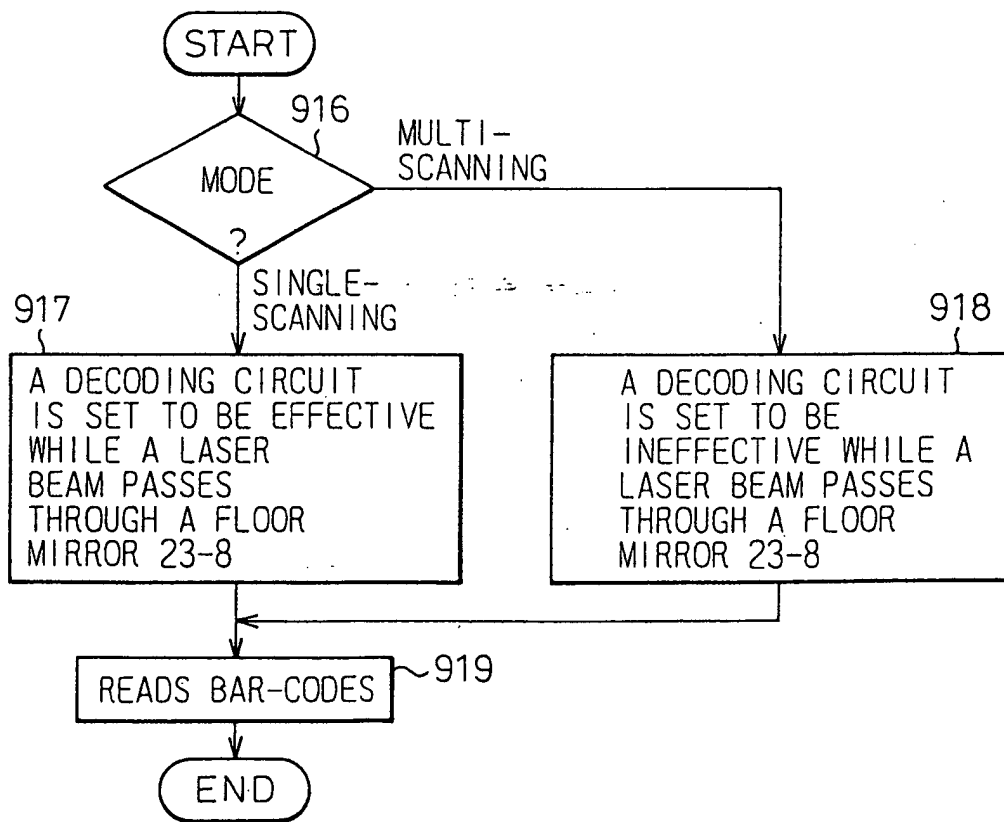 START
916
MODE
?
MULTI-
SCANNING
SINGLE-
SCANNING
917
A DECODING CIRCUIT
IS SET TO BE EFFECTIVE
WHILE A LASER
BEAM PASSES
THROUGH A FLOOR
MIRROR 23-8
918
A DECODING CIRCUIT
IS SET TO BE
INEFFECTIVE WHILE A
LASER BEAM PASSES
THROUGH A FLOOR
MIRROR 23-8
READS BAR-CODES
919
END